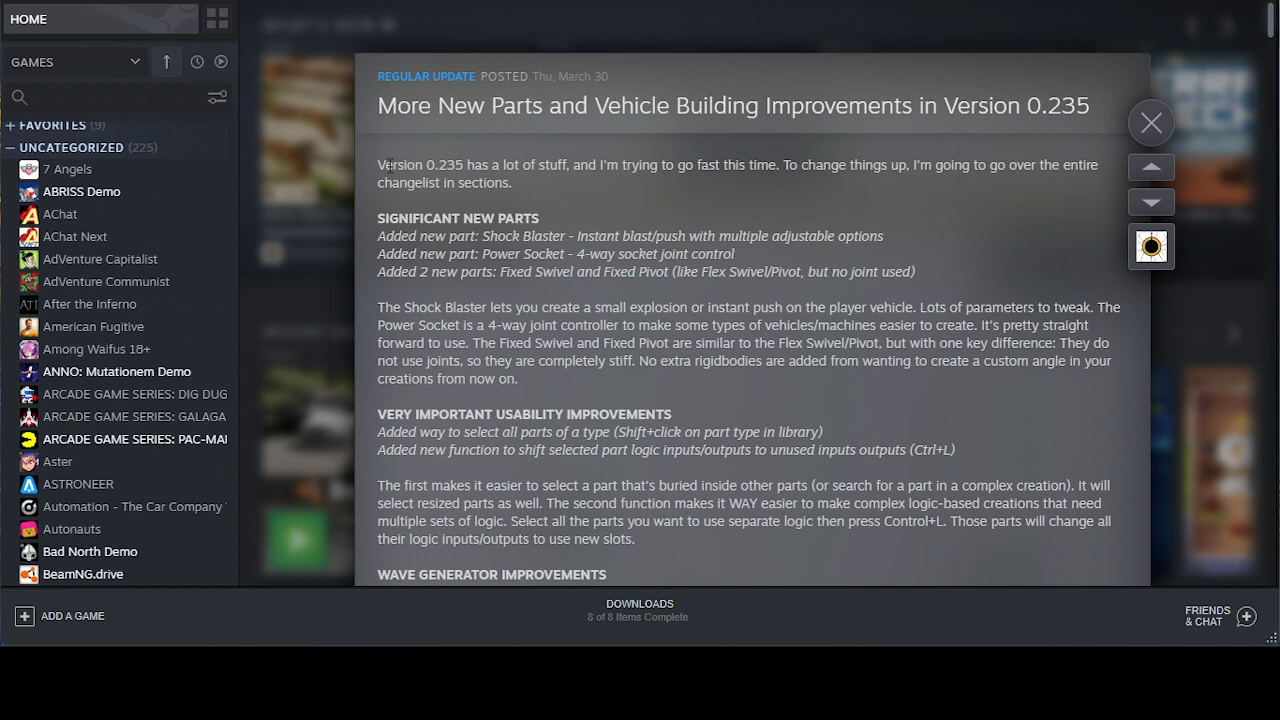 HOME
GAMES
+ FAVORITES (9)
— UNCATEGORIZED (225)
7 Angels
ABRISS Demo
AChat
AChat Next
AdVenture Capitalist
AdVenture Communist
After the Inferno
American Fugitive
Among Waifus 18+
ANNO: Mutationem Demo
ARCADE GAME SERIES: DIG DUG
ARCADE GAME SERIES: GALAGA
ARCADE GAME SERIES: PAC-MA
Aster
ASTRONEER
Automation - The Car Company
Autonauts
Bad North Demo
BeamNG.drive
REGULAR UPDATE POSTED Thu, March 30
More New Parts and Vehicle Building Improvements in Version 0.235
Version 0.235 has a lot of stuff, and I'm trying to go fast this time. To change things up, I'm going to go over the entire
changelist in sections.
SIGNIFICANT NEW PARTS
Added new part: Shock Blaster - Instant blast/push with multiple adjustable options
Added new part: Power Socket - 4-way socket joint control
Added 2 new parts: Fixed Swivel and Fixed Pivot (like Flex Swivel/Pivot, but no joint used)
The Shock Blaster lets you create a small explosion or instant push on the player vehicle. Lots of parameters to tweak. The
Power Socket is a 4-way joint controller to make some types of vehicles/machines easier to create. It's pretty straight
forward to use. The Fixed Swivel and Fixed Pivot are similar to the Flex Swivel/Pivot, but with one key difference: They do
not use joints, so they are completely stiff. No extra rigidbodies are added from wanting to create a custom angle in your
creations from now on.
VERY IMPORTANT USABILITY IMPROVEMENTS
Added way to select all parts of a type (Shift+click on part type in library)
Added new function to shift selected part logic inputs/outputs to unused inputs outputs (Ctrl+L)
The first makes it easier to select a part that's buried inside other parts (or search for a part in a complex creation). It will
select resized parts as well. The second function makes it WAY easier to make complex logic-based creations that need
multiple sets of logic. Select all the parts you want to use separate logic then press Control+L. Those parts will change all
their logic inputs/outputs to use new slots.
WAVE GENERATOR IMPROVEMENTS
ADD A GAME
DOWNLOADS
8 of 8 Items Complete
FRIENDS
& CHAT